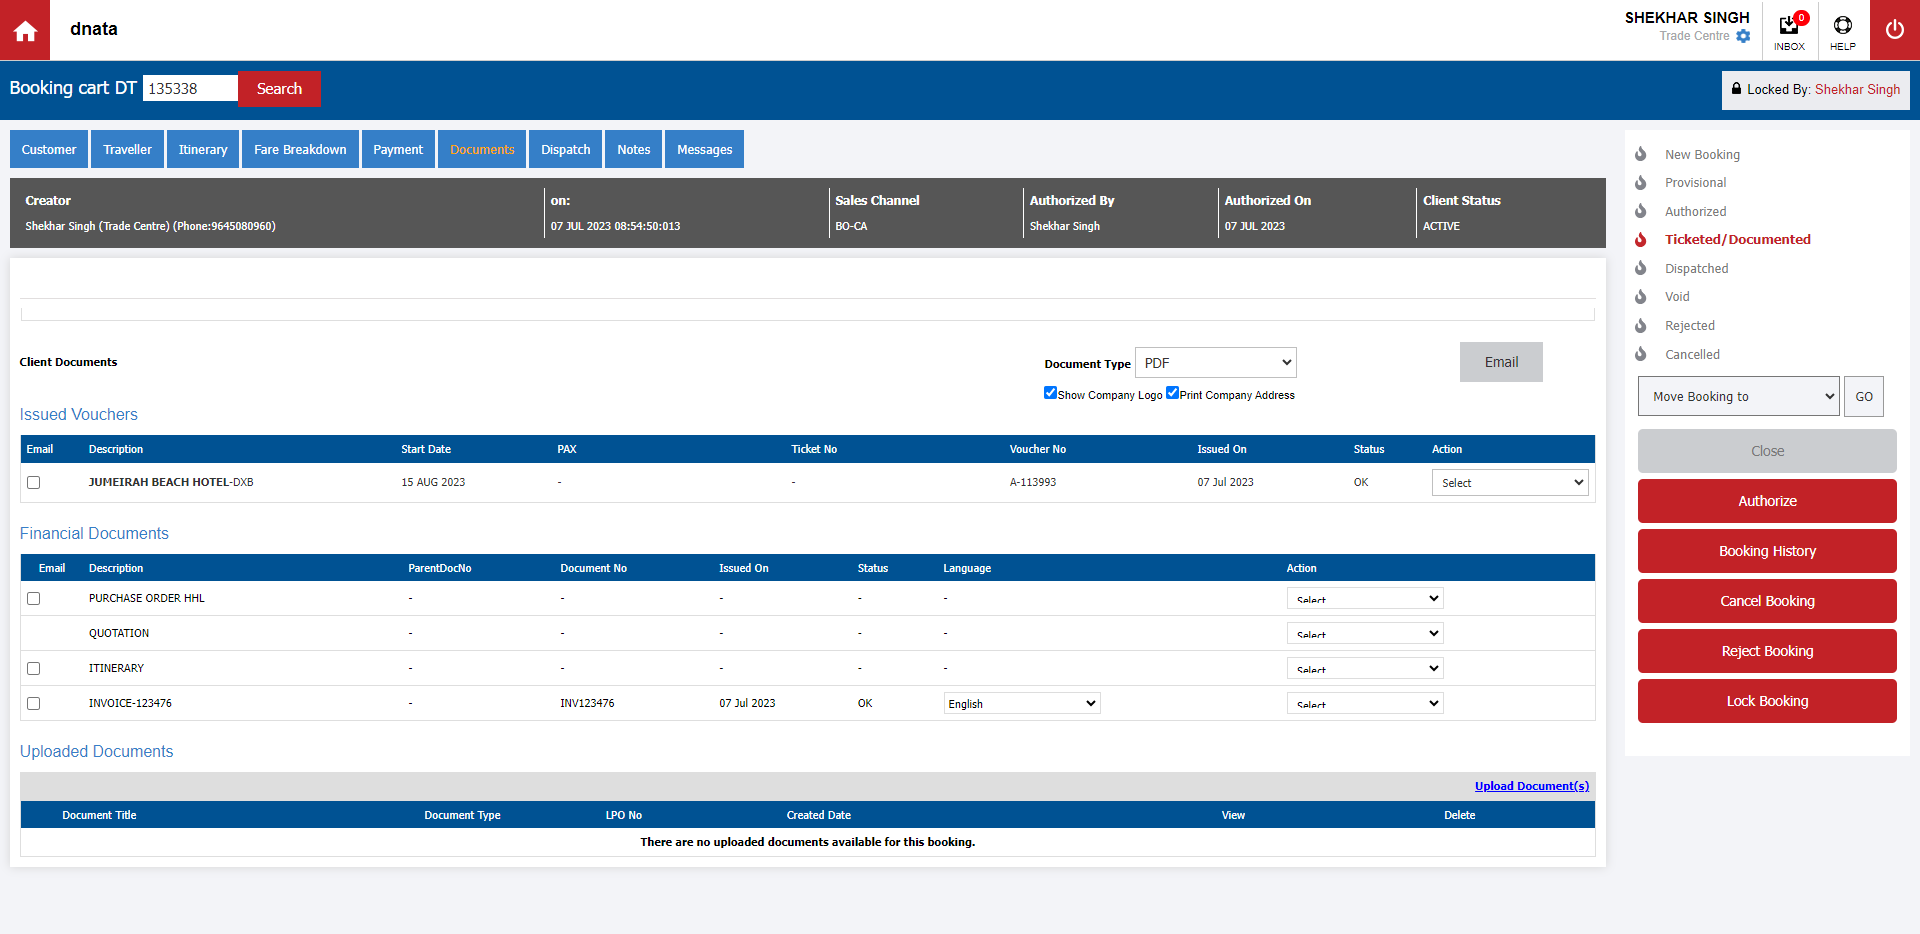 dnata
SHEKHAR SINGH
Trade Centre
0
INBOX
HELP
Booking cart DT 135338 Search
Locked By: Shekhar Singh
Customer Traveller Itinerary Fare Breakdown Payment Documents Dispatch Notes Messages
Creator on: Sales Channel Authorized By Authorized On Client Status
Shekhar Singh (Trade Centre) (Phone:9645080960) 07 JUL 2023 08:54:50:013 BO-CA Shekhar Singh 07 JUL 2023 ACTIVE
Client Documents
Document Type PDF Email
Show Company Logo Print Company Address
Issued Vouchers
Email Description Start Date PAX Ticket No Voucher No Issued On Status Action
JUMEIRAH BEACH HOTEL-DXB 15 AUG 2023 - - A-113993 07 Jul 2023 OK Select
Financial Documents
Email Description ParentDocNo Document No Issued On Status Language Action
PURCHASE ORDER HHL - - - - - Select
QUOTATION - - - - - Select
ITINERARY - - - - - Select
INVOICE-123476 - INV123476 07 Jul 2023 OK English Select
Uploaded Documents
Upload Document(s)
Document Title Document Type LPO No Created Date View Delete
There are no uploaded documents available for this booking.
New Booking
Provisional
Authorized
Ticketed/Documented
Dispatched
Void
Rejected
Cancelled
Move Booking to GO
Close
Authorize
Booking History
Cancel Booking
Reject Booking
Lock Booking